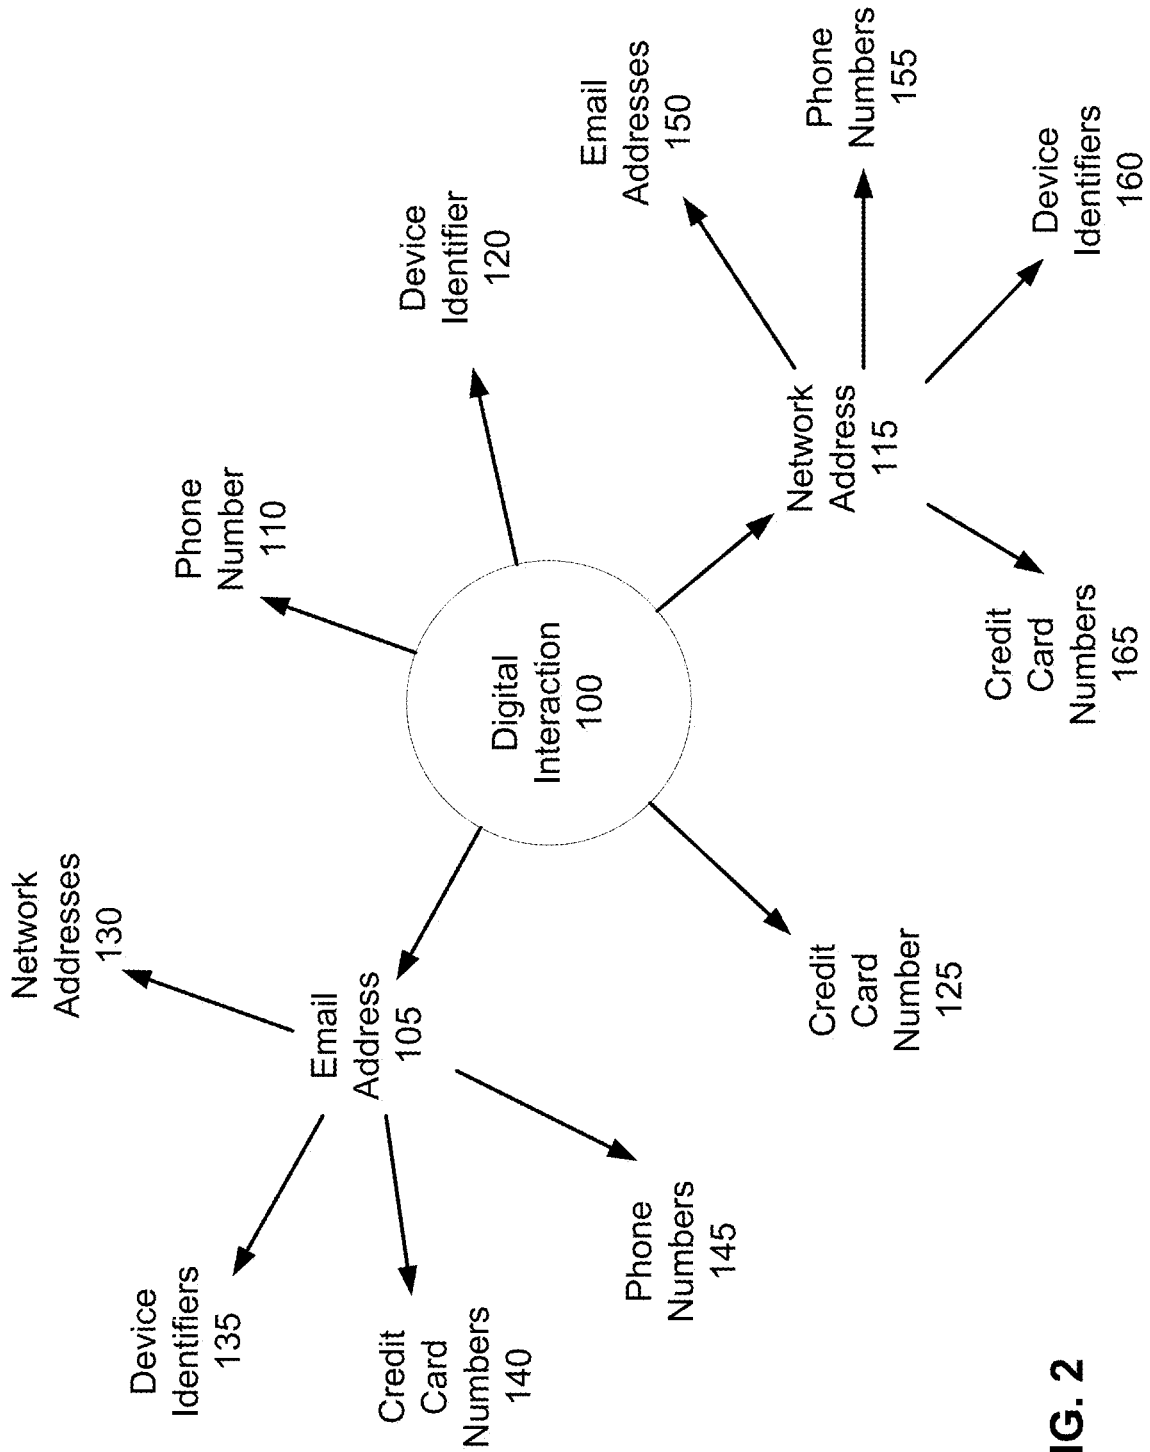 Network
Addresses
130
Device
Identifiers
135
Email
Address
105
Credit
Card
Numbers
140
Phone
Numbers
145
Phone
Number
110
Device
Identifier
120
Digital
Interaction
100
Credit
Card
Number
125
Email
Addresses
150
Phone
Numbers
155
Network
Address
115
Device
Identifiers
160
Credit
Card
Numbers
165
IG. 2